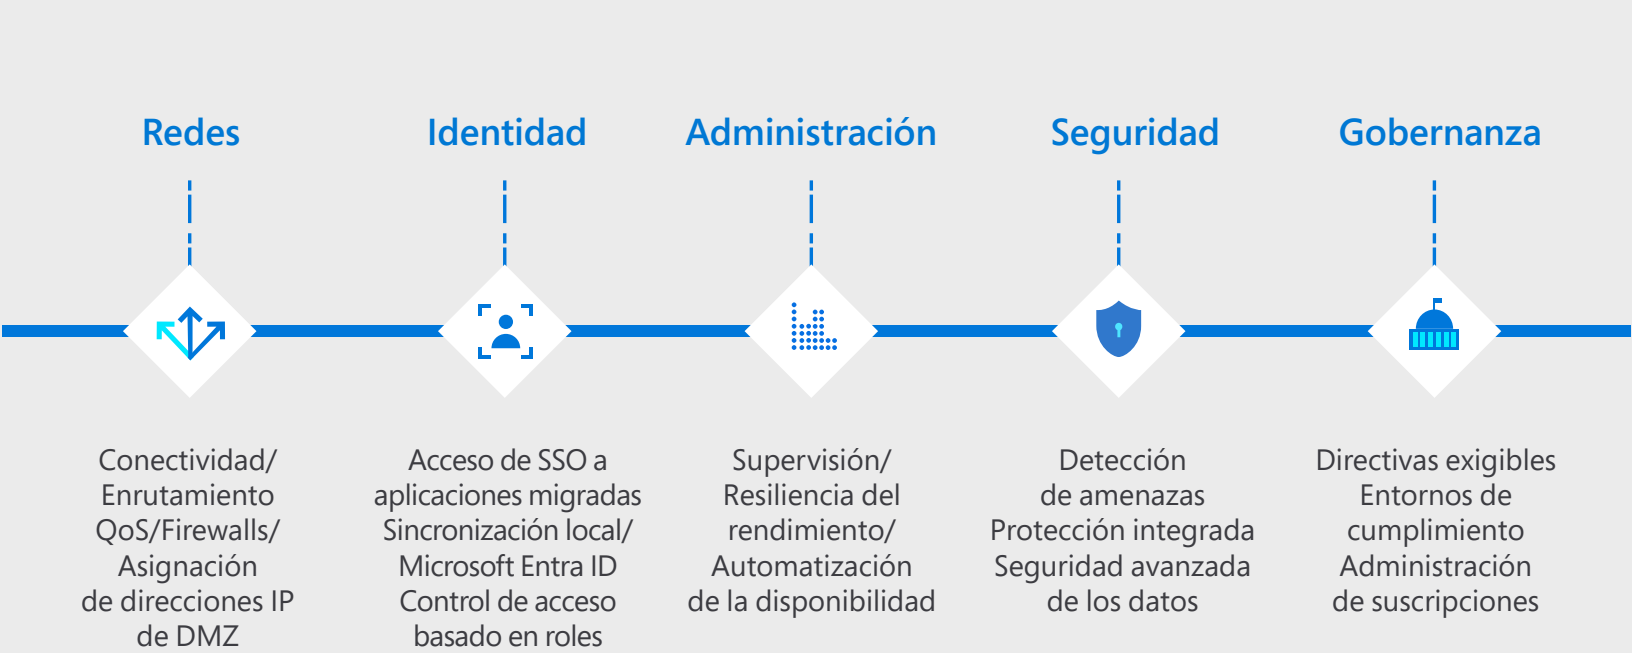 Redes
Identidad
Administración
Seguridad
Gobernanza
Conectividad/
Enrutamiento
QoS/Firewalls/
Asignación
de direcciones IP
de DMZ
Acceso de SSO a
aplicaciones migradas
Sincronización local/
Microsoft Entra ID
Control de acceso
basado en roles
Supervisión/
Resiliencia del
rendimiento/
Automatización
de la disponibilidad
Detección
de amenazas
Protección integrada
Seguridad avanzada
de los datos
Directivas exigibles
Entornos de
cumplimiento
Administración
de suscripciones